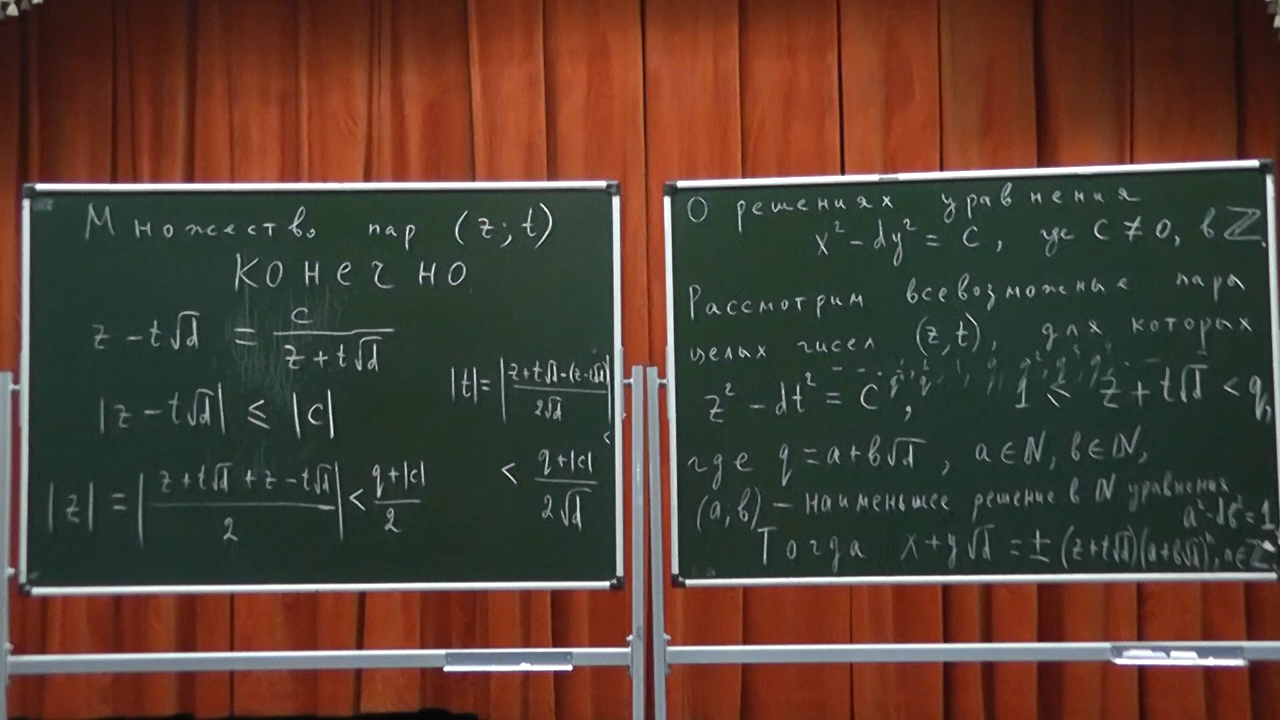 Множество пар (z; t)
конечно
z - t√d = c / (z + t√d)
|z - t√d| ≤ |c|
|t| = |(z + t√d - (z - t√d)) / 2√d| <
< (q + |c|) / 2√d
|z| = |(z + t√d + z - t√d) / 2| < (q + |c|) / 2
О решениях уравнения
x² - dy² = c, где c ≠ 0, в ℤ.
Рассмотрим всевозможные пары
целых чисел (z, t), для которых
z² - dt² = c, 1 ≤ z + t√d < q,
где q = a + b√d, a ∈ ℕ, b ∈ ℕ,
(a, b) - наименьшее решение в ℕ уравнения
a² - db² = 1
Тогда x + y√d = ± (z + t√d)(a + b√d)ⁿ, n ∈ ℤ